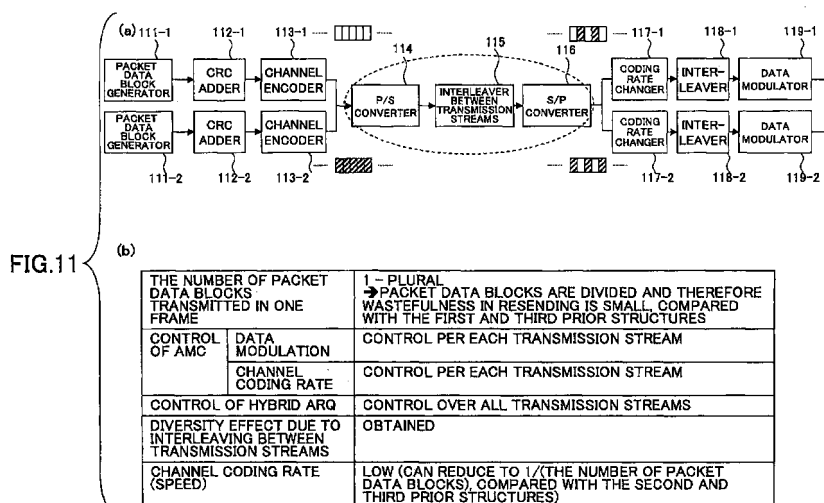 FIG.11
(a)
111-1
112-1
113-1
114
115
116
117-1
118-1
119-1
PACKET
DATA
BLOCK
GENERATOR
CRC
ADDER
CHANNEL
ENCODER
P/S
CONVERTER
INTERLEAVER
BETWEEN
TRANSMISSION
STREAMS
S/P
CONVERTER
CODING
RATE
CHANGER
INTER-
LEAVER
DATA
MODULATOR
PACKET
DATA
BLOCK
GENERATOR
CRC
ADDER
CHANNEL
ENCODER
CODING
RATE
CHANGER
INTER-
LEAVER
DATA
MODULATOR
111-2
112-2
113-2
117-2
118-2
119-2
(b)
THE NUMBER OF PACKET
DATA BLOCKS
TRANSMITTED IN ONE
FRAME
1 - PLURAL
➔PACKET DATA BLOCKS ARE DIVIDED AND THEREFORE
WASTEFULNESS IN RESENDING IS SMALL, COMPARED
WITH THE FIRST AND THIRD PRIOR STRUCTURES
CONTROL
OF AMC
DATA
MODULATION
CONTROL PER EACH TRANSMISSION STREAM
CHANNEL
CODING RATE
CONTROL PER EACH TRANSMISSION STREAM
CONTROL OF HYBRID ARQ
CONTROL OVER ALL TRANSMISSION STREAMS
DIVERSITY EFFECT DUE TO
INTERLEAVING BETWEEN
TRANSMISSION STREAMS
OBTAINED
CHANNEL CODING RATE
(SPEED)
LOW (CAN REDUCE TO 1/(THE NUMBER OF PACKET
DATA BLOCKS), COMPARED WITH THE SECOND AND
THIRD PRIOR STRUCTURES)